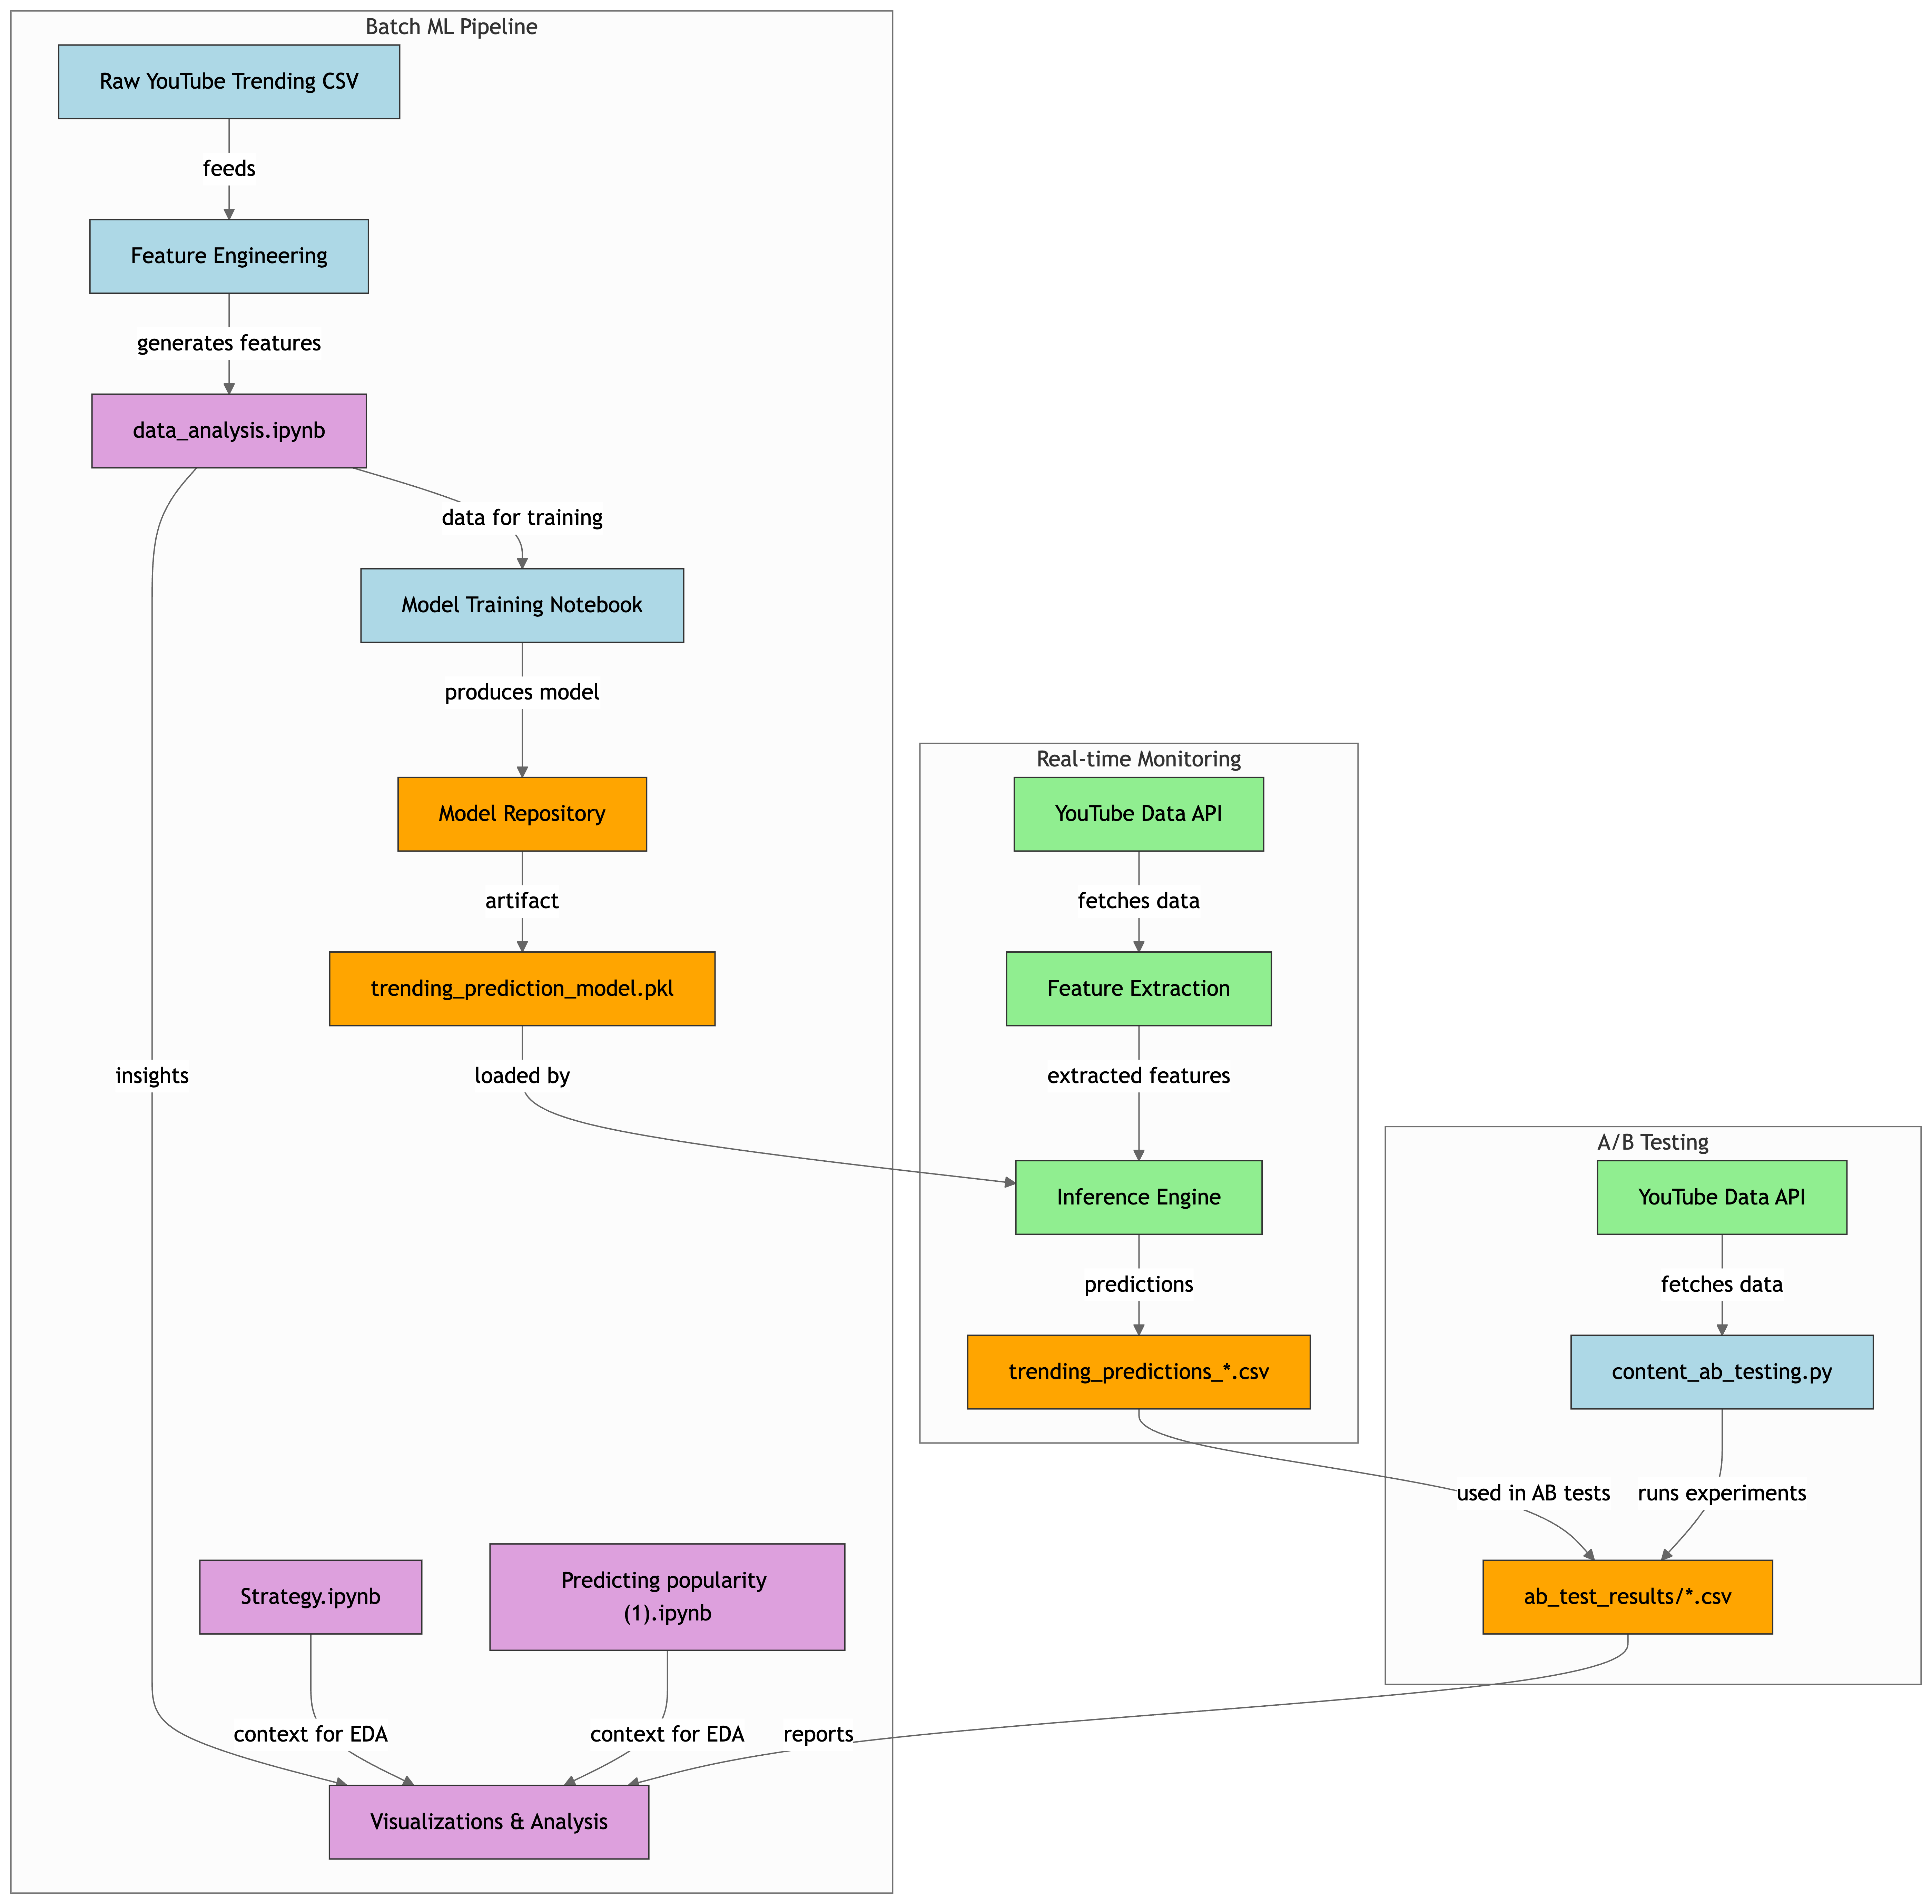 Batch ML Pipeline
Raw YouTube Trending CSV
feeds
Feature Engineering
generates features
data_analysis.ipynb
data for training
Model Training Notebook
produces model
Model Repository
artifact
trending_prediction_model.pkl
insights
loaded by
Strategy.ipynb
Predicting popularity
(1).ipynb
context for EDA
context for EDA
reports
Visualizations & Analysis
Real-time Monitoring
YouTube Data API
fetches data
Feature Extraction
extracted features
Inference Engine
predictions
trending_predictions_*.csv
A/B Testing
YouTube Data API
fetches data
content_ab_testing.py
used in AB tests
runs experiments
ab_test_results/*.csv